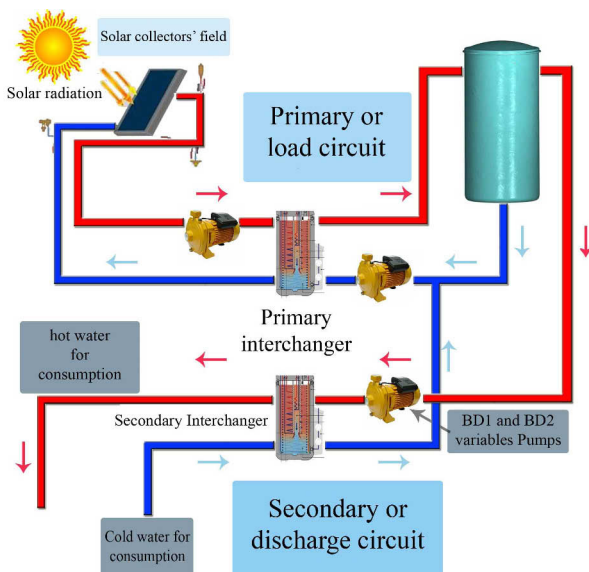 Solar collectors' field
Solar radiation
Primary or
load circuit
Primary
interchanger
hot water
for
consumption
Secondary Interchanger
BD1 and BD2
variables Pumps
Cold water for
consumption
Secondary or
discharge circuit